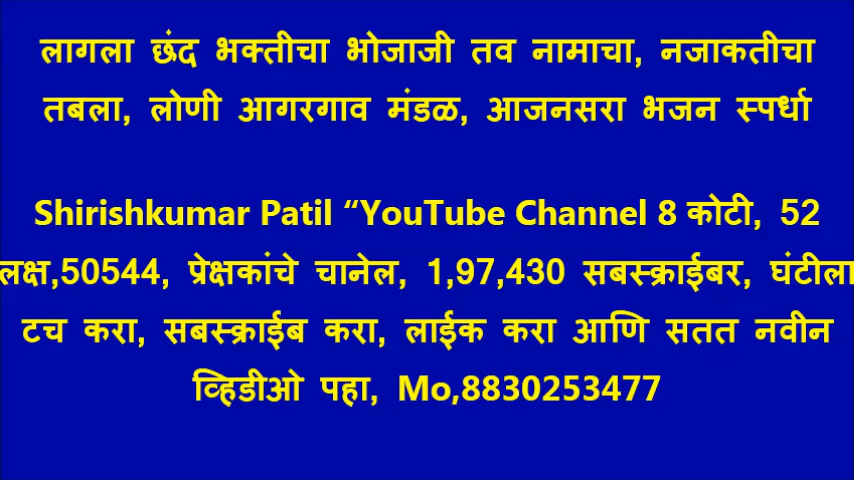 लागला छंद भक्तीचा भोजाजी तव नामाचा, नजाकतीचा
तबला, लोणी आगरगाव मंडळ, आजनसरा भजन स्पर्धा
Shirishkumar Patil “YouTube Channel 8 कोटी, 52
लक्ष,50544, प्रेक्षकांचे चानेल, 1,97,430 सबस्क्राईबर, घंटीला
टच करा, सबस्क्राईब करा, लाईक करा आणि सतत नवीन
व्हिडीओ पहा, Mo,8830253477